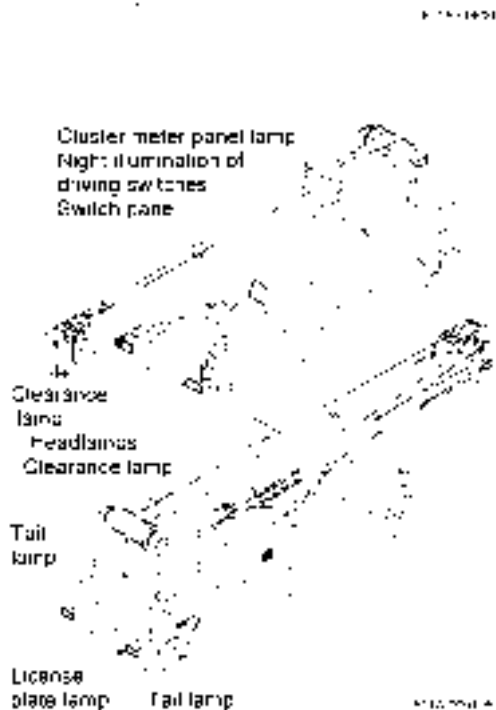 Cluster meter panel lamp
Night illumination of
driving switches
Switch panel
Clearance
lamp
Headlamps
Clearance lamp
Tail
lamp
License
plate lamp
Tail lamp